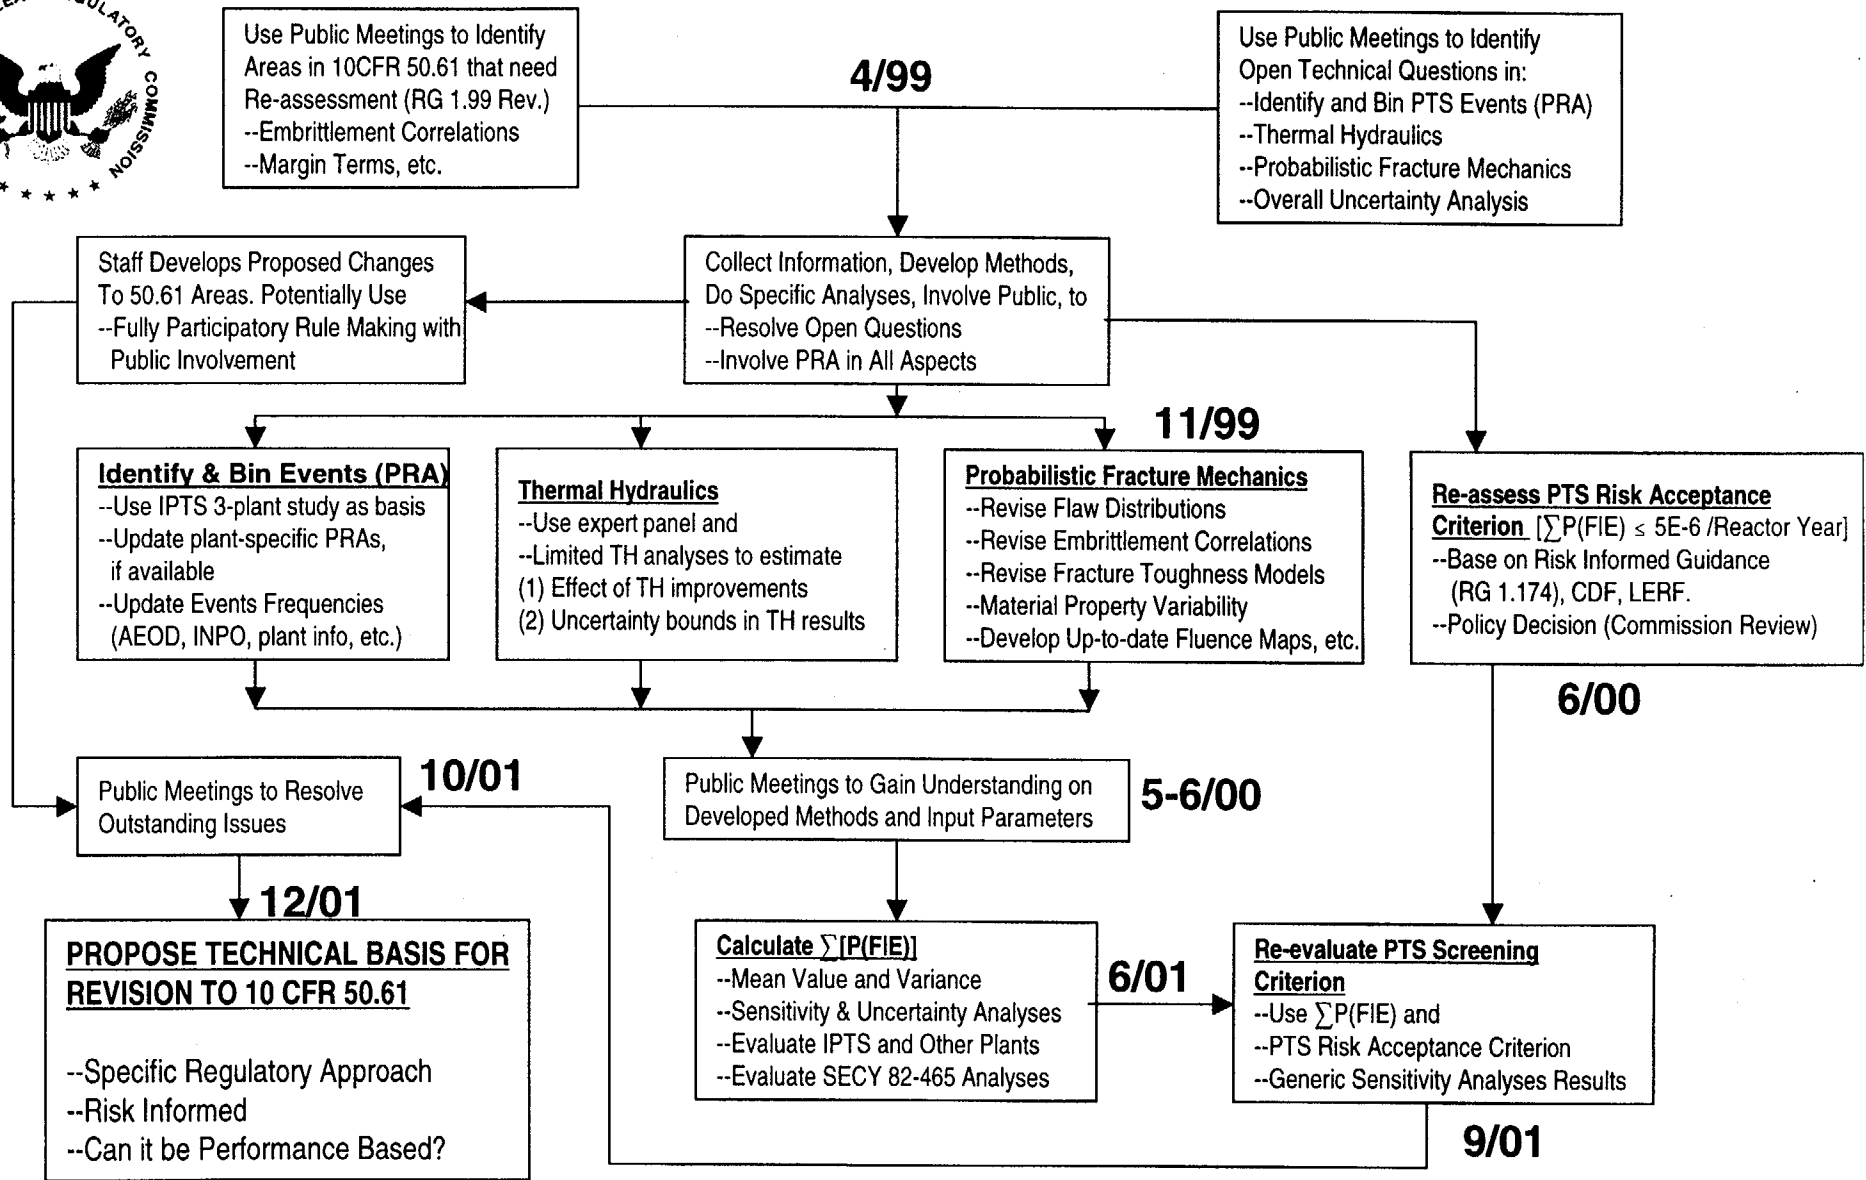 REGULATORY COMMISSION
Use Public Meetings to Identify
Areas in 10CFR 50.61 that need
Re-assessment (RG 1.99 Rev.)
--Embrittlement Correlations
--Margin Terms, etc.
4/99
Use Public Meetings to Identify
Open Technical Questions in:
--Identify and Bin PTS Events (PRA)
--Thermal Hydraulics
--Probabilistic Fracture Mechanics
--Overall Uncertainty Analysis
Staff Develops Proposed Changes
To 50.61 Areas. Potentially Use
--Fully Participatory Rule Making with
Public Involvement
Collect Information, Develop Methods,
Do Specific Analyses, Involve Public, to
--Resolve Open Questions
--Involve PRA in All Aspects
11/99
Identify & Bin Events (PRA)
--Use IPTS 3-plant study as basis
--Update plant-specific PRAs,
if available
--Update Events Frequencies
(AEOD, INPO, plant info, etc.)
Thermal Hydraulics
--Use expert panel and
--Limited TH analyses to estimate
(1) Effect of TH improvements
(2) Uncertainty bounds in TH results
Probabilistic Fracture Mechanics
--Revise Flaw Distributions
--Revise Embrittlement Correlations
--Revise Fracture Toughness Models
--Material Property Variability
--Develop Up-to-date Fluence Maps, etc.
Re-assess PTS Risk Acceptance
Criterion [∑P(FIE) ≤ 5E-6 /Reactor Year]
--Base on Risk Informed Guidance
(RG 1.174), CDF, LERF.
--Policy Decision (Commission Review)
6/00
Public Meetings to Resolve
Outstanding Issues
10/01
Public Meetings to Gain Understanding on
Developed Methods and Input Parameters
5-6/00
12/01
PROPOSE TECHNICAL BASIS FOR
REVISION TO 10 CFR 50.61
--Specific Regulatory Approach
--Risk Informed
--Can it be Performance Based?
Calculate ∑[P(FIE)]
--Mean Value and Variance
--Sensitivity & Uncertainty Analyses
--Evaluate IPTS and Other Plants
--Evaluate SECY 82-465 Analyses
6/01
Re-evaluate PTS Screening
Criterion
--Use ∑P(FIE) and
--PTS Risk Acceptance Criterion
--Generic Sensitivity Analyses Results
9/01